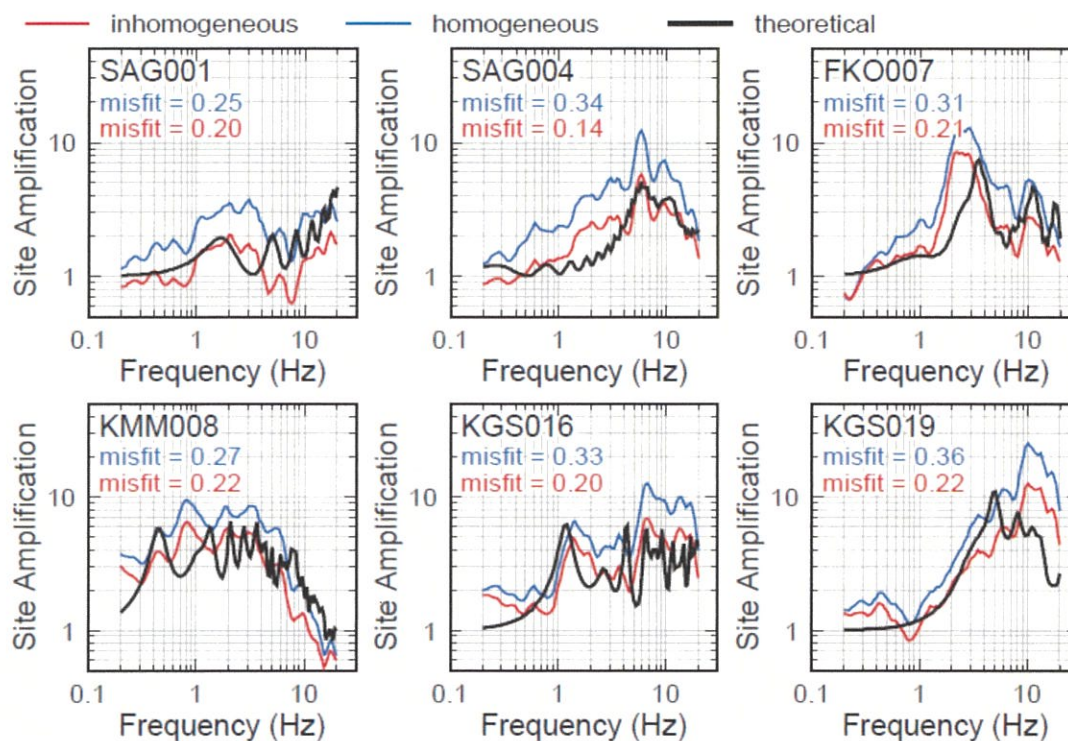 inhomogeneous homogeneous theoretical
SAG001
misfit = 0.25
misfit = 0.20
Site Amplification
10
1
0.1 1 10
Frequency (Hz)
SAG004
misfit = 0.34
misfit = 0.14
Site Amplification
10
1
0.1 1 10
Frequency (Hz)
FKO007
misfit = 0.31
misfit = 0.21
Site Amplification
10
1
0.1 1 10
Frequency (Hz)
KMM008
misfit = 0.27
misfit = 0.22
Site Amplification
10
1
0.1 1 10
Frequency (Hz)
KGS016
misfit = 0.33
misfit = 0.20
Site Amplification
10
1
0.1 1 10
Frequency (Hz)
KGS019
misfit = 0.36
misfit = 0.22
Site Amplification
10
1
0.1 1 10
Frequency (Hz)